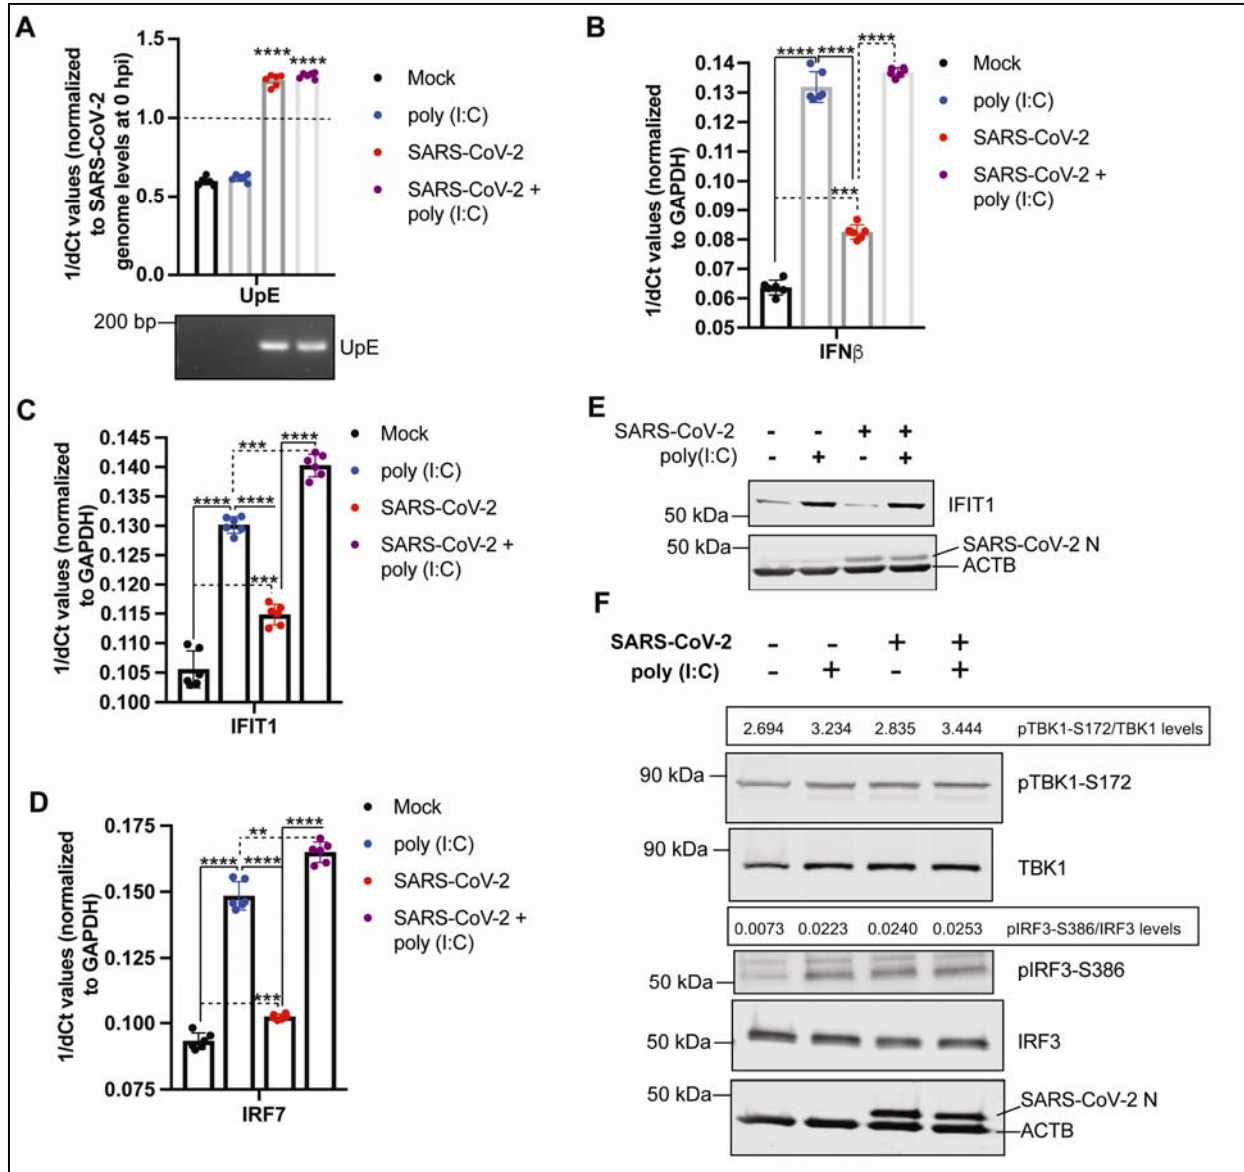 A
1/dCt values (normalized
to SARS-CoV-2
genome levels at 0 hpi)
1.5
1.0
0.5
0.0
****
****
UpE
Mock
poly (I:C)
SARS-CoV-2
SARS-CoV-2 +
poly (I:C)
200 bp
UpE
B
1/dCt values (normalized
to GAPDH)
0.14
0.13
0.12
0.11
0.10
0.09
0.08
0.07
0.06
0.05
****
**** ****
***
IFNβ
Mock
poly (I:C)
SARS-CoV-2
SARS-CoV-2 +
poly (I:C)
C
1/dCt values (normalized
to GAPDH)
0.145
0.140
0.135
0.130
0.125
0.120
0.115
0.110
0.105
0.100
****
***
**** ****
***
IFIT1
Mock
poly (I:C)
SARS-CoV-2
SARS-CoV-2 +
poly (I:C)
D
1/dCt values (normalized
to GAPDH)
0.175
0.150
0.125
0.100
0.075
****
**
**** ****
***
IRF7
Mock
poly (I:C)
SARS-CoV-2
SARS-CoV-2 +
poly (I:C)
E
SARS-CoV-2 - - + +
poly(I:C) - + - +
50 kDa
IFIT1
50 kDa
SARS-CoV-2 N
ACTB
F
SARS-CoV-2 - - + +
poly (I:C) - + - +
2.694 3.234 2.835 3.444 pTBK1-S172/TBK1 levels
90 kDa
pTBK1-S172
90 kDa
TBK1
0.0073 0.0223 0.0240 0.0253 pIRF3-S386/IRF3 levels
50 kDa
pIRF3-S386
50 kDa
IRF3
50 kDa
SARS-CoV-2 N
ACTB